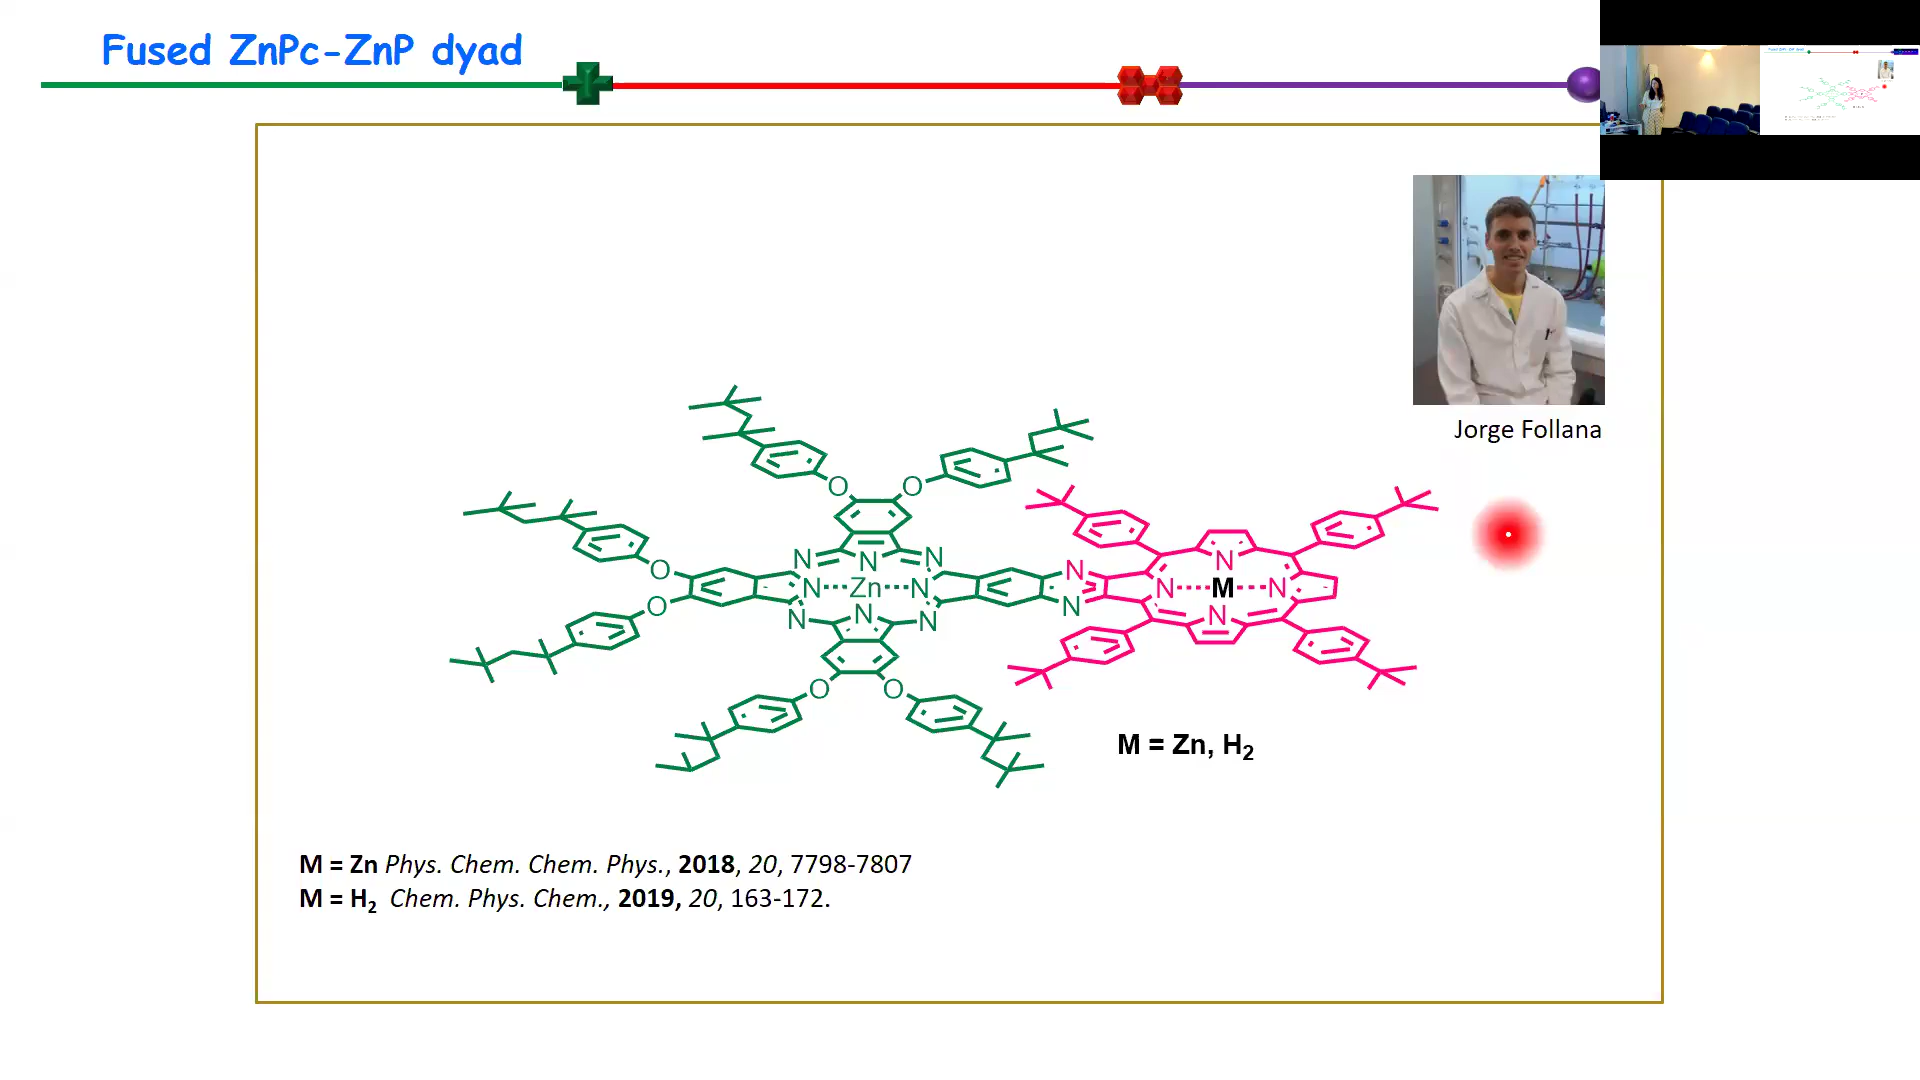 Fused ZnPc-ZnP dyad
Jorge Follana
O O
O N N N N N
N Zn N N M N
O N N N N N
O O
M = Zn, H2
M = Zn Phys. Chem. Chem. Phys., 2018, 20, 7798-7807
M = H2 Chem. Phys. Chem., 2019, 20, 163-172.